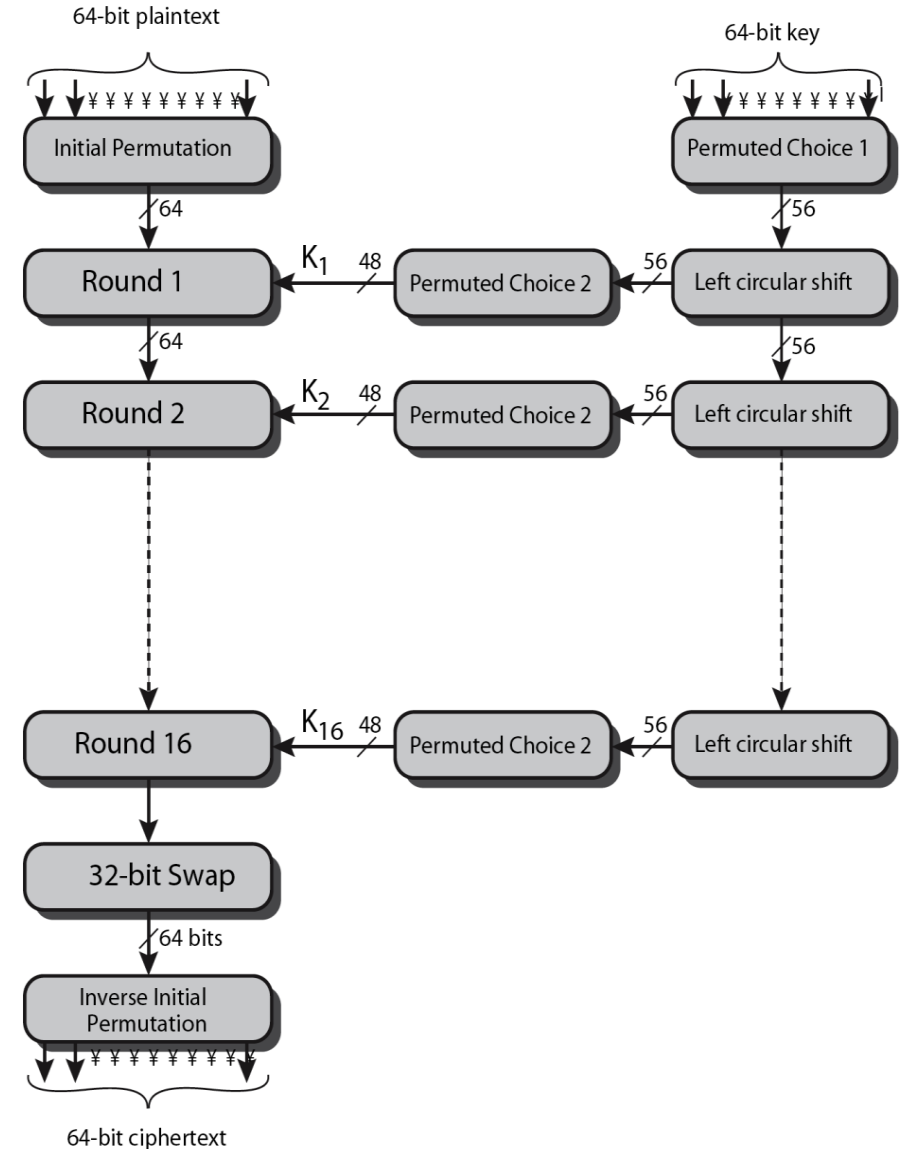 64-bit plaintext
64-bit key
¥ ¥ ¥ ¥ ¥ ¥ ¥ ¥ ¥
¥ ¥ ¥ ¥ ¥ ¥ ¥ ¥ ¥
Initial Permutation
Permuted Choice 1
64
56
Round 1
K1
48
Permuted Choice 2
56
Left circular shift
64
56
Round 2
K2
48
Permuted Choice 2
56
Left circular shift
Round 16
K16
48
Permuted Choice 2
56
Left circular shift
32-bit Swap
64 bits
Inverse Initial
Permutation
¥ ¥ ¥ ¥ ¥ ¥ ¥ ¥ ¥
64-bit ciphertext